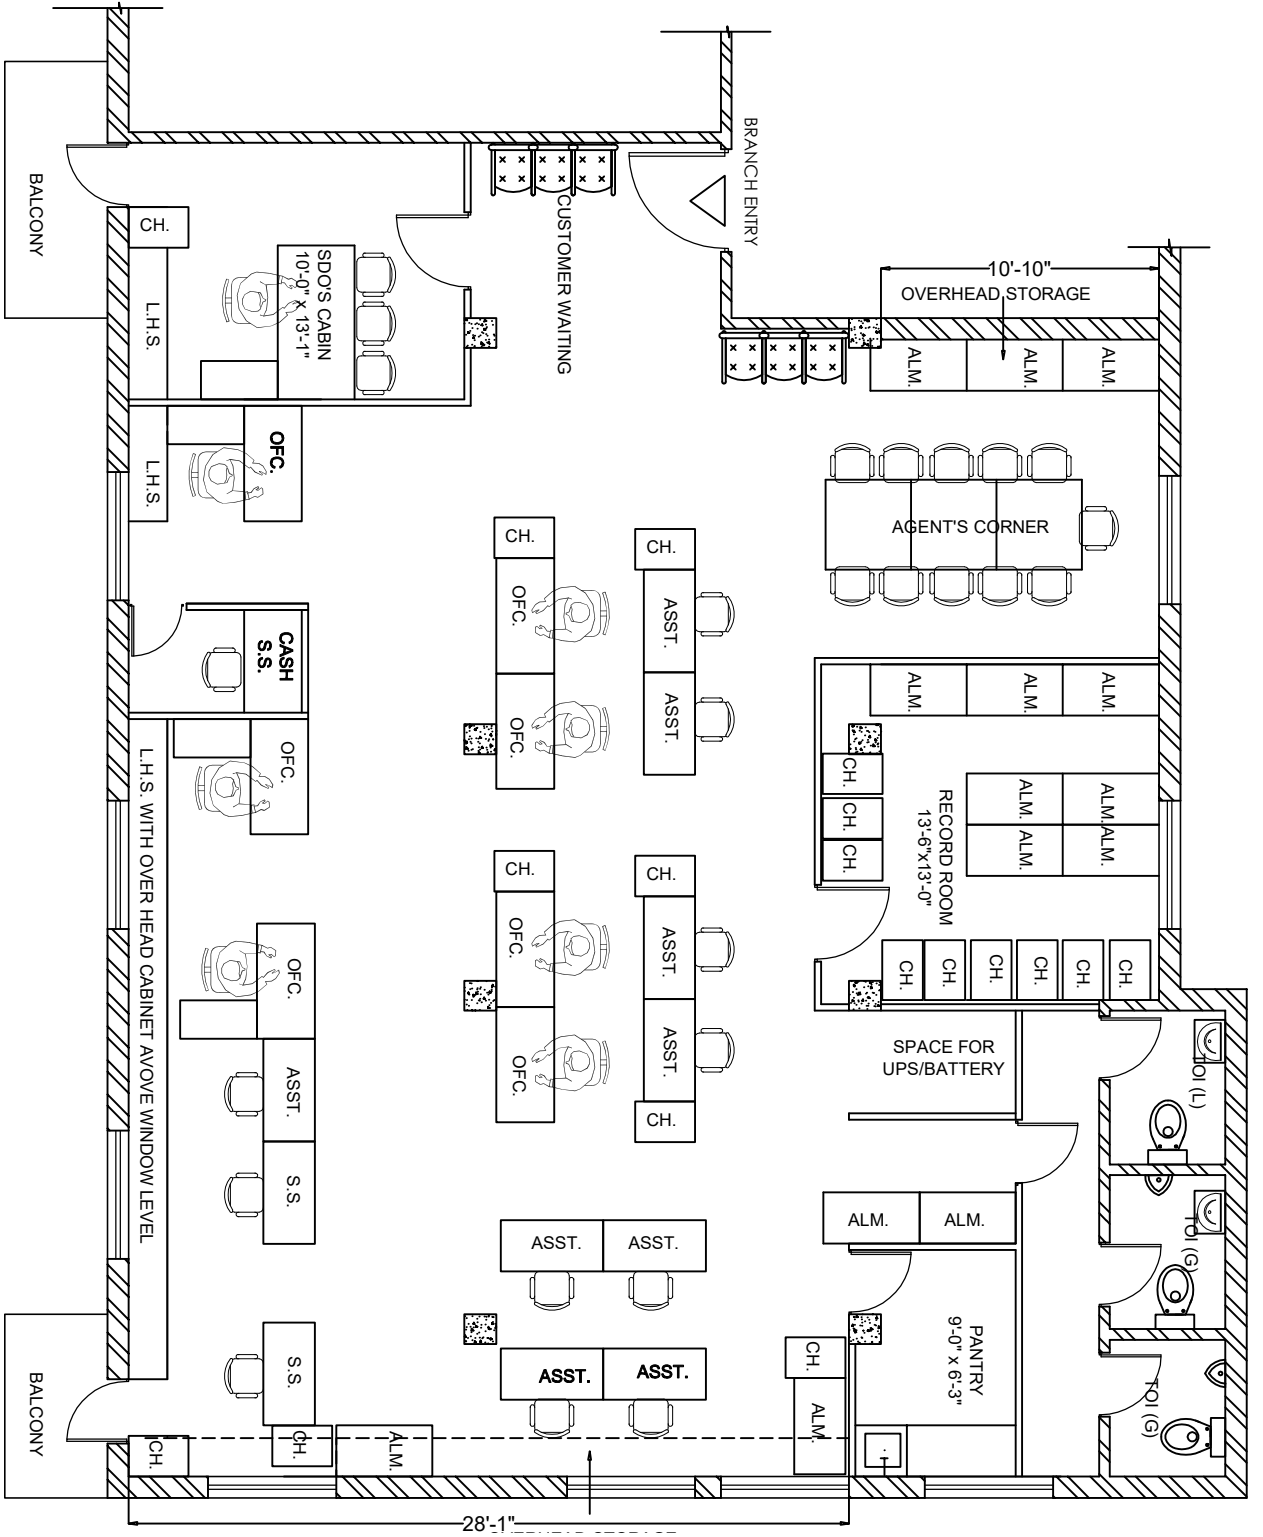 BRANCH ENTRY
BALCONY
CH.
L.H.S.
SDO'S CABIN
10'-0" x 13'-1"
CUSTOMER WAITING
10'-10"
OVERHEAD STORAGE
ALM.
ALM.
ALM.
L.H.S.
OFC.
AGENT'S CORNER
CH.
OFC.
OFC.
CH.
ASST.
ASST.
CASH
S.S.
OFC.
ALM.
ALM.
ALM.
CH.
CH.
CH.
RECORD ROOM
13'-6"x13'-0"
ALM.
ALM.
ALM.
ALM.
CH.
CH.
CH.
CH.
CH.
CH.
L.H.S. WITH OVER HEAD CABINET AVOVE WINDOW LEVEL
CH.
OFC.
OFC.
CH.
ASST.
ASST.
CH.
OFC.
ASST.
S.S.
SPACE FOR
UPS/BATTERY
TOI (L)
TOI (G)
TOI (G)
ALM.
ALM.
ASST.
ASST.
ASST.
ASST.
PANTRY
9'-0" x 6'-3"
S.S.
CH.
ALM.
CH.
ALM.
CH.
BALCONY
28'-1"
OVERHEAD STORAGE